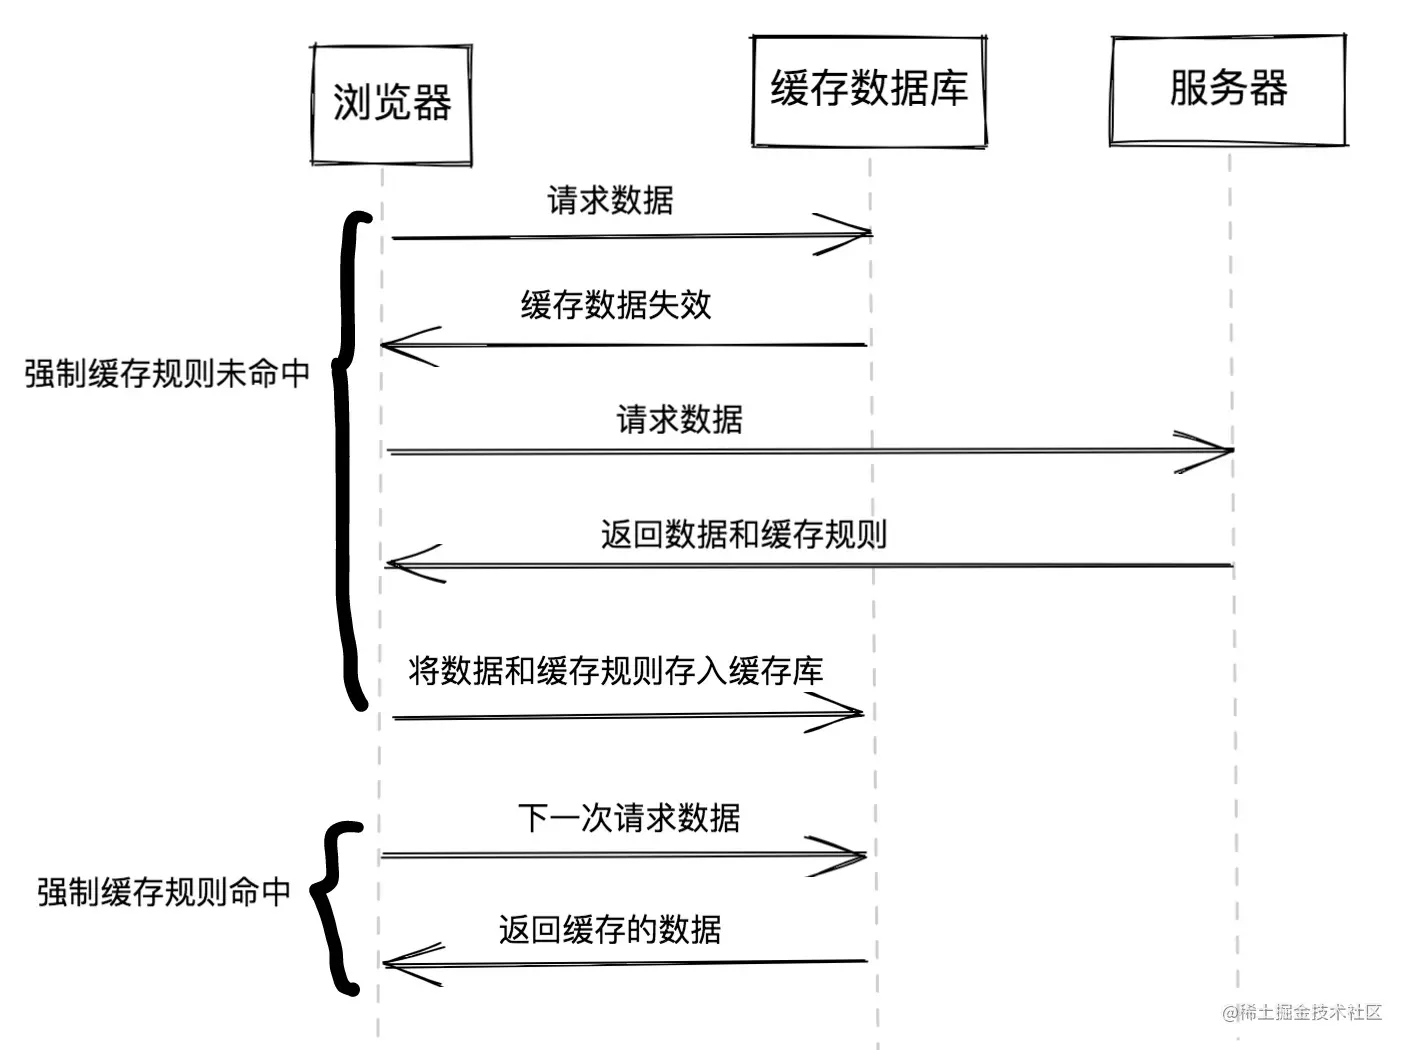 浏览器
缓存数据库
服务器
请求数据
缓存数据失效
强制缓存规则未命中
请求数据
返回数据和缓存规则
将数据和缓存规则存入缓存库
下一次请求数据
强制缓存规则命中
返回缓存的数据
@稀土掘金技术社区